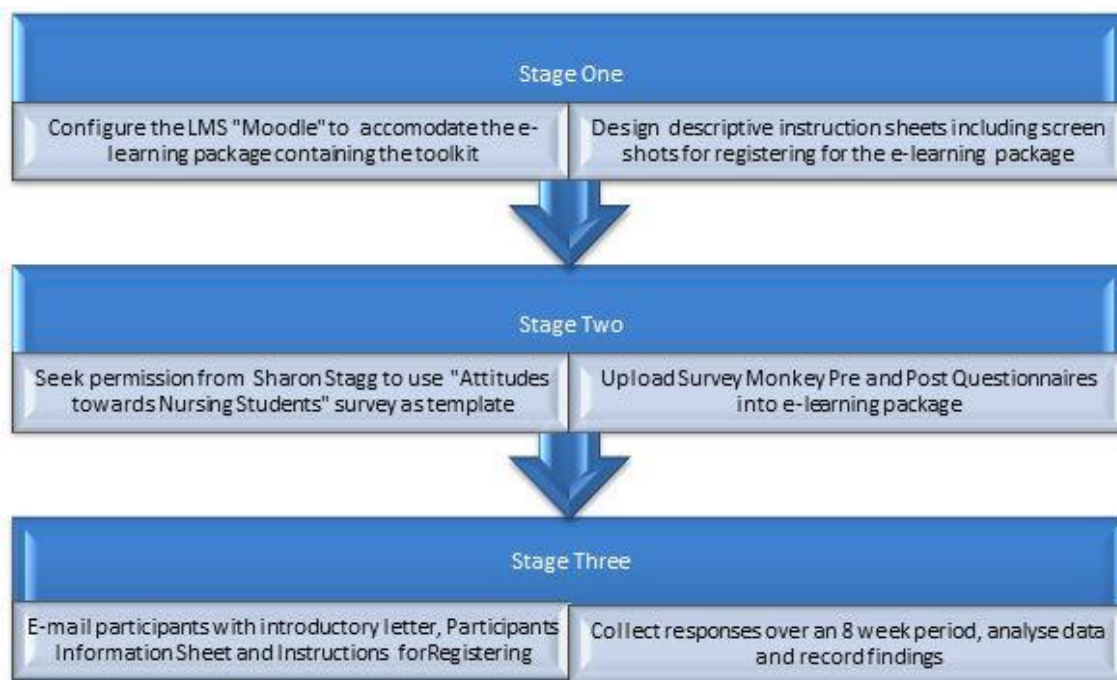 Stage One
Configure the LMS "Moodle" to accomodate the e-
learning package containing the toolkit
Design descriptive instruction sheets including screen
shots for registering for the e-learning package
Stage Two
Seek permission from Sharon Stagg to use "Attitudes
towards Nursing Students" survey as template
Upload Survey Monkey Pre and Post Questionnaires
into e-learning package
Stage Three
E-mail participants with introductory letter, Participants
Information Sheet and Instructions for Registering
Collect responses over an 8 week period, analyse data
and record findings